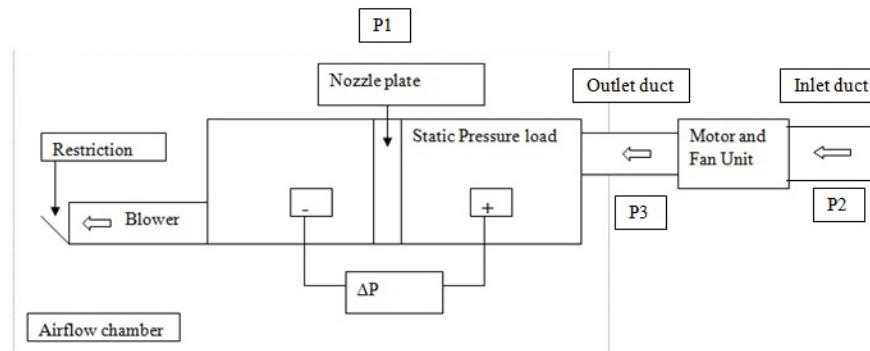 P1
Nozzle plate
Outlet duct
Inlet duct
Restriction
Static Pressure load
Motor and
Fan Unit
Blower
-
+
P3
P2
ΔP
Airflow chamber